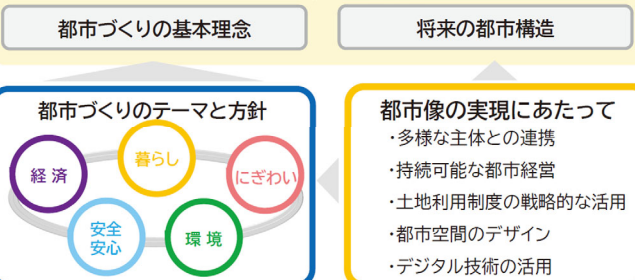 都市づくりの基本理念
将来の都市構造
都市づくりのテーマと方針
経済
暮らし
にぎわい
安全
安心
環境
都市像の実現にあたって
・多様な主体との連携
・持続可能な都市経営
・土地利用制度の戦略的な活用
・都市空間のデザイン
・デジタル技術の活用